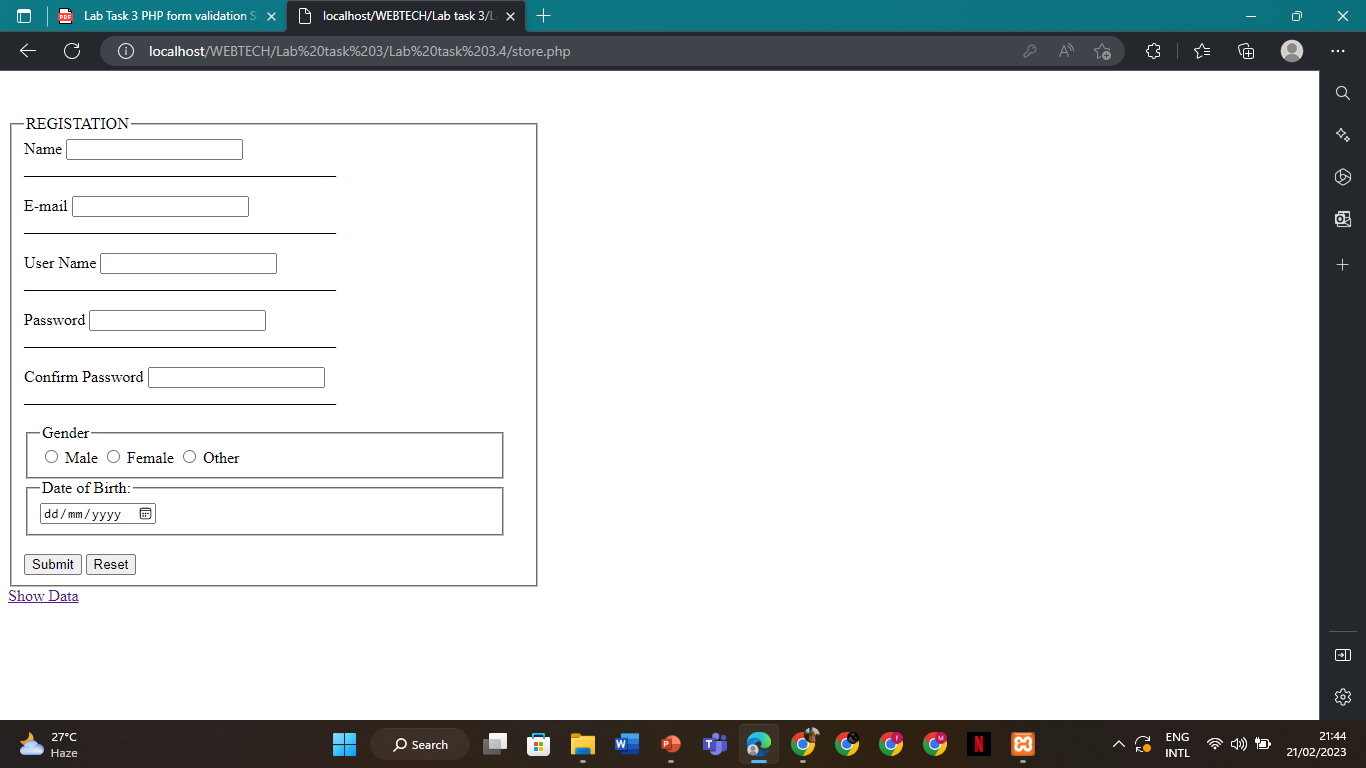 Lab Task 3 PHP form validation S
localhost/WEBTECH/Lab task 3/L
localhost/WEBTECH/Lab%20task%203/Lab%20task%203.4/store.php
REGISTATION
Name
E-mail
User Name
Password
Confirm Password
Gender
Male Female Other
Date of Birth:
dd/mm/yyyy
Submit Reset
Show Data
27°C
Haze
Search
ENG
INTL
21:44
21/02/2023